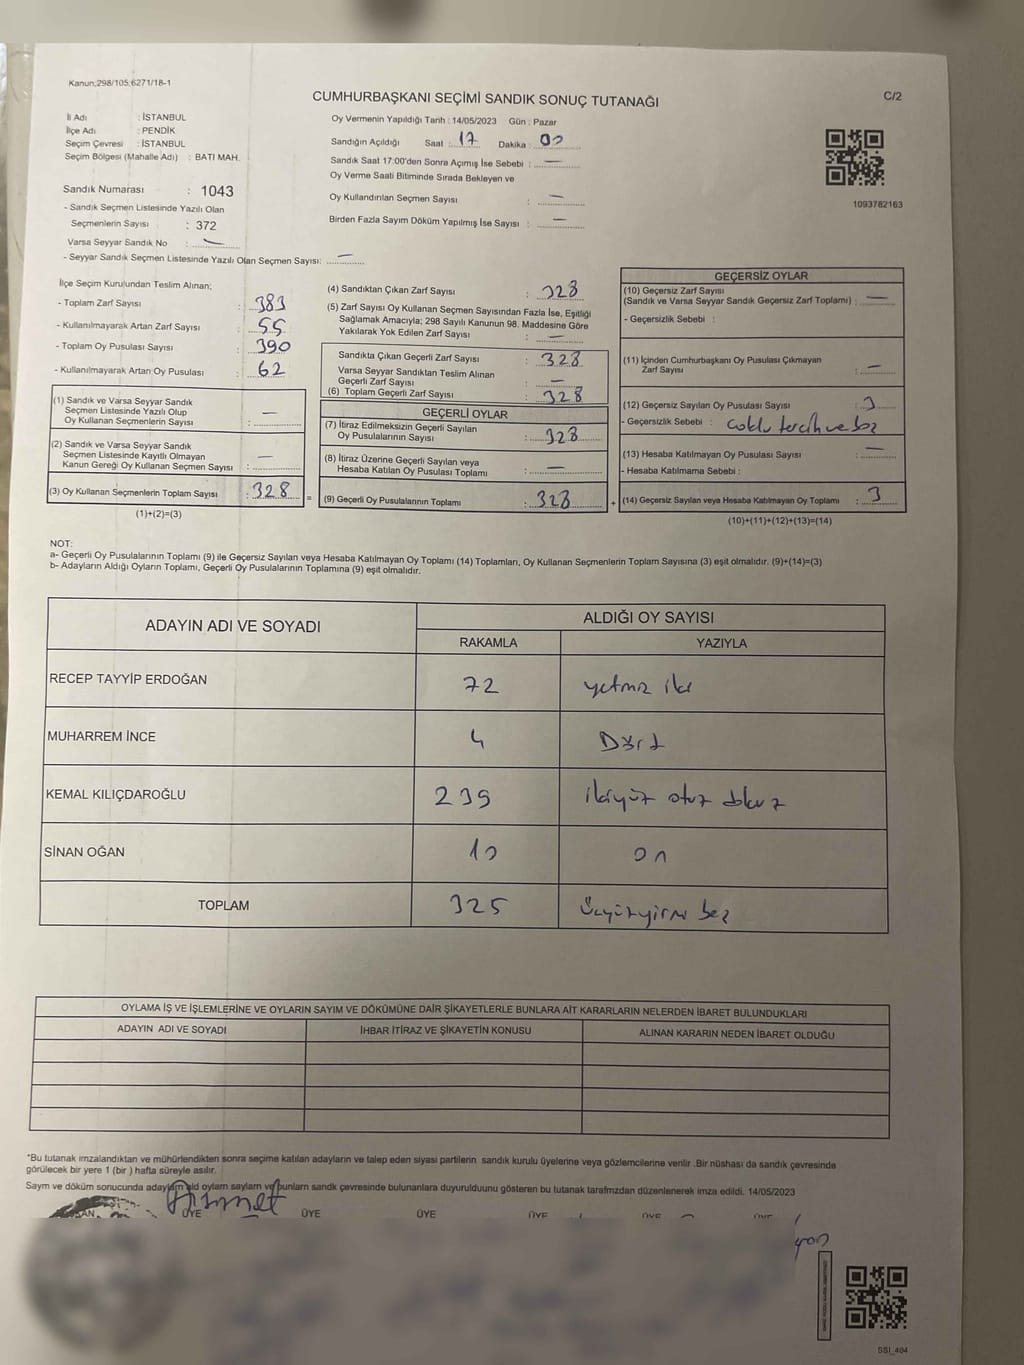 Kanun;298/105;6271/18-1
CUMHURBAŞKANI SEÇİMİ SANDIK SONUÇ TUTANAĞI
C/2
İl Adı : İSTANBUL
İlçe Adı : PENDİK
Seçim Çevresi : İSTANBUL
Seçim Bölgesi (Mahalle Adı) : BATI MAH.
Sandık Numarası : 1043
- Sandık Seçmen Listesinde Yazılı Olan
Seçmenlerin Sayısı : 372
Varsa Seyyar Sandık No : —
- Seyyar Sandık Seçmen Listesinde Yazılı Olan Seçmen Sayısı: —
Oy Vermenin Yapıldığı Tarih : 14/05/2023 Gün : Pazar
Sandığın Açıldığı Saat : 17 Dakika : 00
Sandık Saat 17:00'den Sonra Açımış İse Sebebi : —
Oy Verme Saati Bitiminde Sırada Bekleyen ve
Oy Kullandırılan Seçmen Sayısı : —
Birden Fazla Sayım Döküm Yapılmış İse Sayısı : —
1093782163
İlçe Seçim Kurulundan Teslim Alınan;
- Toplam Zarf Sayısı : 383
- Kullanılmayarak Artan Zarf Sayısı : 55
- Toplam Oy Pusulası Sayısı : 390
- Kullanılmayarak Artan Oy Pusulası : 62
(1) Sandık ve Varsa Seyyar Sandık
Seçmen Listesinde Yazılı Olup
Oy Kullanan Seçmenlerin Sayısı : —
(2) Sandık ve Varsa Seyyar Sandık
Seçmen Listesinde Kayıtlı Olmayan
Kanun Gereği Oy Kullanan Seçmen Sayısı : —
(3) Oy Kullanan Seçmenlerin Toplam Sayısı : 328 =
(1)+(2)=(3)
(4) Sandıktan Çıkan Zarf Sayısı : 328
(5) Zarf Sayısı Oy Kullanan Seçmen Sayısından Fazla İse, Eşitliği
Sağlamak Amacıyla; 298 Sayılı Kanunun 98. Maddesine Göre
Yakılarak Yok Edilen Zarf Sayısı : —
Sandıkta Çıkan Geçerli Zarf Sayısı : 328
Varsa Seyyar Sandıktan Teslim Alınan
Geçerli Zarf Sayısı : —
(6) Toplam Geçerli Zarf Sayısı : 328
GEÇERLİ OYLAR
(7) İtiraz Edilmeksizin Geçerli Sayılan
Oy Pusulalarının Sayısı : 328
(8) İtiraz Üzerine Geçerli Sayılan veya
Hesaba Katılan Oy Pusulası Toplamı : —
(9) Geçerli Oy Pusulalarının Toplamı : 328 +
GEÇERSİZ OYLAR
(10) Geçersiz Zarf Sayısı
(Sandık ve Varsa Seyyar Sandık Geçersiz Zarf Toplamı) : —
- Geçersizlik Sebebi :
(11) İçinden Cumhurbaşkanı Oy Pusulası Çıkmayan
Zarf Sayısı : —
(12) Geçersiz Sayılan Oy Pusulası Sayısı : 3
- Geçersizlik Sebebi : çoklu tercih ve boş
(13) Hesaba Katılmayan Oy Pusulası Sayısı : —
- Hesaba Katılmama Sebebi :
(14) Geçersiz Sayılan veya Hesaba Katılmayan Oy Toplamı : 3
(10)+(11)+(12)+(13)=(14)
NOT:
a- Geçerli Oy Pusulalarının Toplamı (9) ile Geçersiz Sayılan veya Hesaba Katılmayan Oy Toplamı (14) Toplamları, Oy Kullanan Seçmenlerin Toplam Sayısına (3) eşit olmalıdır. (9)+(14)=(3)
b- Adayların Aldığı Oyların Toplamı, Geçerli Oy Pusulalarının Toplamına (9) eşit olmalıdır.
ADAYIN ADI VE SOYADI ALDIĞI OY SAYISI
RAKAMLA YAZIYLA
RECEP TAYYİP ERDOĞAN 72 yetmiş iki
MUHARREM İNCE 4 Dört
KEMAL KILIÇDAROĞLU 239 ikiyüz otuz dokuz
SİNAN OĞAN 10 on
TOPLAM 325 üçyüzyirmi beş
OYLAMA İŞ VE İŞLEMLERİNE VE OYLARIN SAYIM VE DÖKÜMÜNE DAİR ŞİKAYETLERLE BUNLARA AİT KARARLARIN NELERDEN İBARET BULUNDUKLARI
ADAYIN ADI VE SOYADI İHBAR İTİRAZ VE ŞİKAYETİN KONUSU ALINAN KARARIN NEDEN İBARET OLDUĞU
*Bu tutanak imzalandıktan ve mühürlendikten sonra seçime katılan adayların ve talep eden siyasi partilerin sandık kurulu üyelerine veya gözlemcilerine verilir .Bir nüshası da sandık çevresinde
görülecek bir yere 1 (bir ) hafta süreyle asılır.
Sayım ve döküm sonucunda adayların oyların sayları ve bunların sandk çevresinde bulunanlara duyurulduunu gösteren bu tutanak tarafmzdan düzenlenerek imza edildi. 14/05/2023
Ahmet
ÜYE ÜYE ÜYE ÜYE ÜYE ÜYE
SSI_404